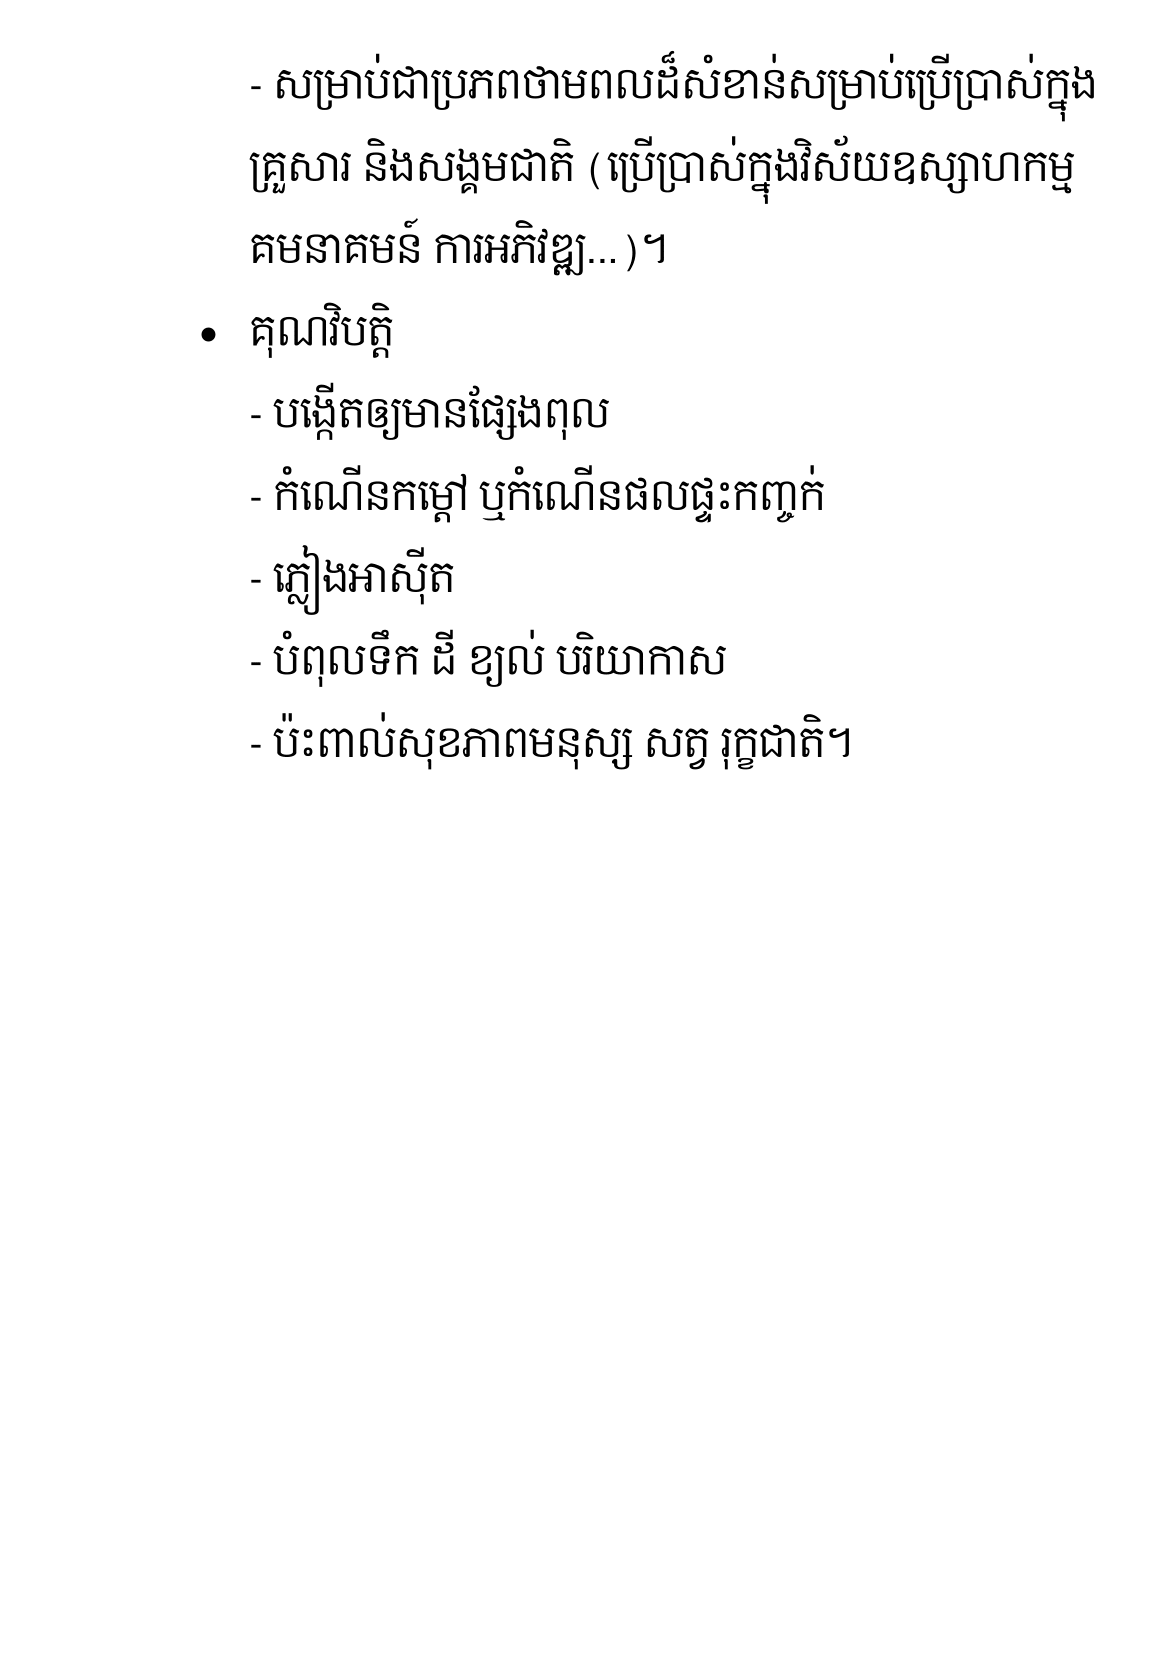 - សម្រាប់ជាប្រភពថាមពលដ៏សំខាន់សម្រាប់ប្រើប្រាស់ក្នុង
គ្រួសារ និងសង្គមជាតិ (ប្រើប្រាស់ក្នុងវិស័យឧស្សាហកម្ម
គមនាគមន៍ ការអភិវឌ្ឍ...)។
• គុណវិបត្តិ
- បង្កើតឲ្យមានផ្សែងពុល
- កំណើនកម្ដៅ ឬកំណើនផលផ្ទះកញ្ចក់
- ភ្លៀងអាស៊ីត
- បំពុលទឹក ដី ខ្យល់ បរិយាកាស
- ប៉ះពាល់សុខភាពមនុស្ស សត្វ រុក្ខជាតិ។